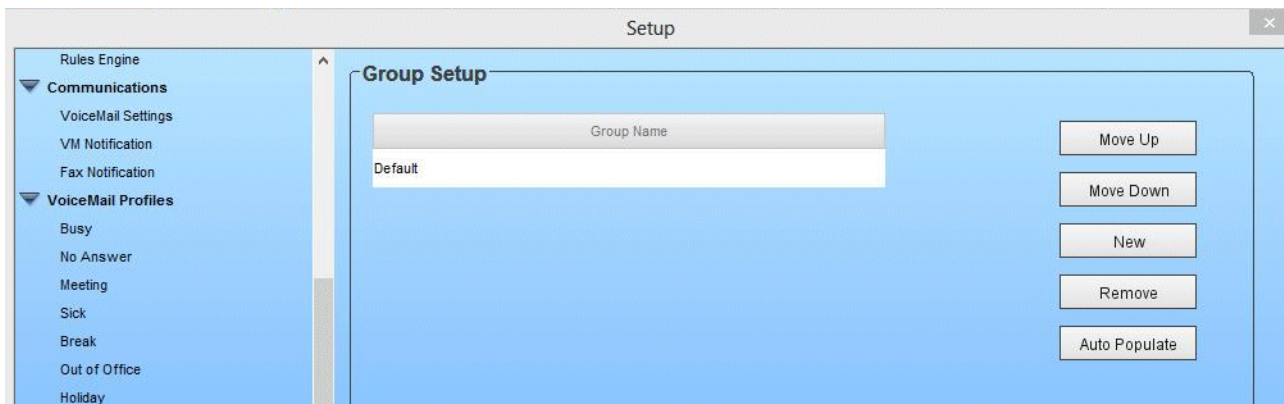 Setup
Rules Engine
Communications
VoiceMail Settings
VM Notification
Fax Notification
VoiceMail Profiles
Busy
No Answer
Meeting
Sick
Break
Out of Office
Holiday
Group Setup
Group Name
Default
Move Up
Move Down
New
Remove
Auto Populate